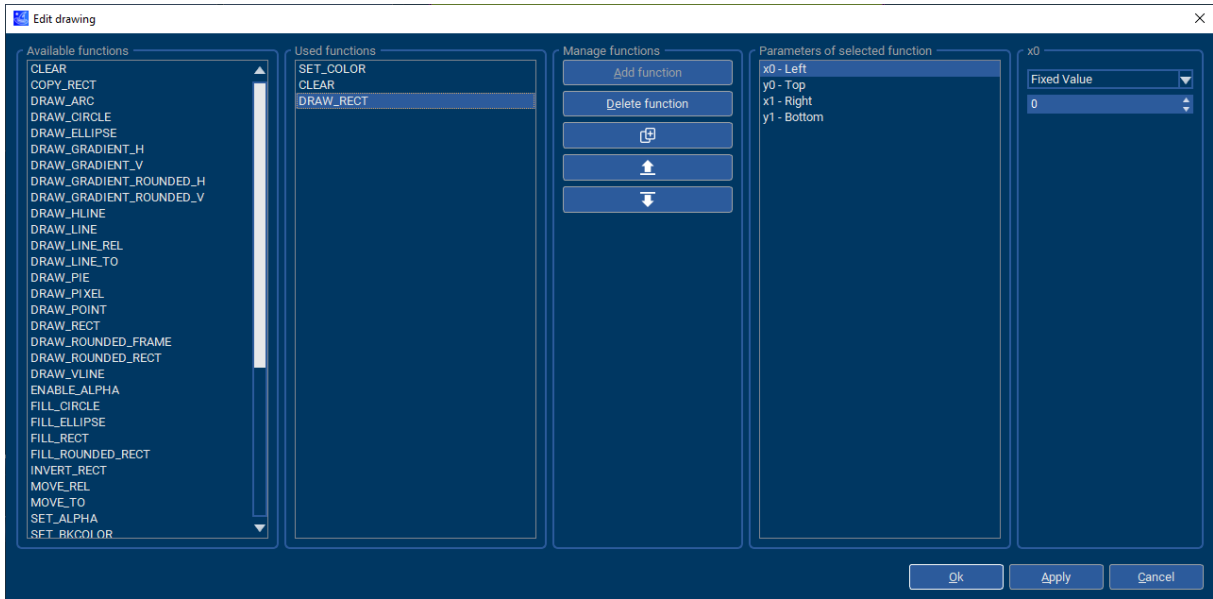 Edit drawing
Available functions
CLEAR
COPY_RECT
DRAW_ARC
DRAW_CIRCLE
DRAW_ELLIPSE
DRAW_GRADIENT_H
DRAW_GRADIENT_V
DRAW_GRADIENT_ROUNDED_H
DRAW_GRADIENT_ROUNDED_V
DRAW_HLINE
DRAW_LINE
DRAW_LINE_REL
DRAW_LINE_TO
DRAW_PIE
DRAW_PIXEL
DRAW_POINT
DRAW_RECT
DRAW_ROUNDED_FRAME
DRAW_ROUNDED_RECT
DRAW_VLINE
ENABLE_ALPHA
FILL_CIRCLE
FILL_ELLIPSE
FILL_RECT
FILL_ROUNDED_RECT
INVERT_RECT
MOVE_REL
MOVE_TO
SET_ALPHA
SET_BKCOLOR
Used functions
SET_COLOR
CLEAR
DRAW_RECT
Manage functions
Add function
Delete function
Parameters of selected function
x0 - Left
y0 - Top
x1 - Right
y1 - Bottom
x0
Fixed Value
0
Ok
Apply
Cancel